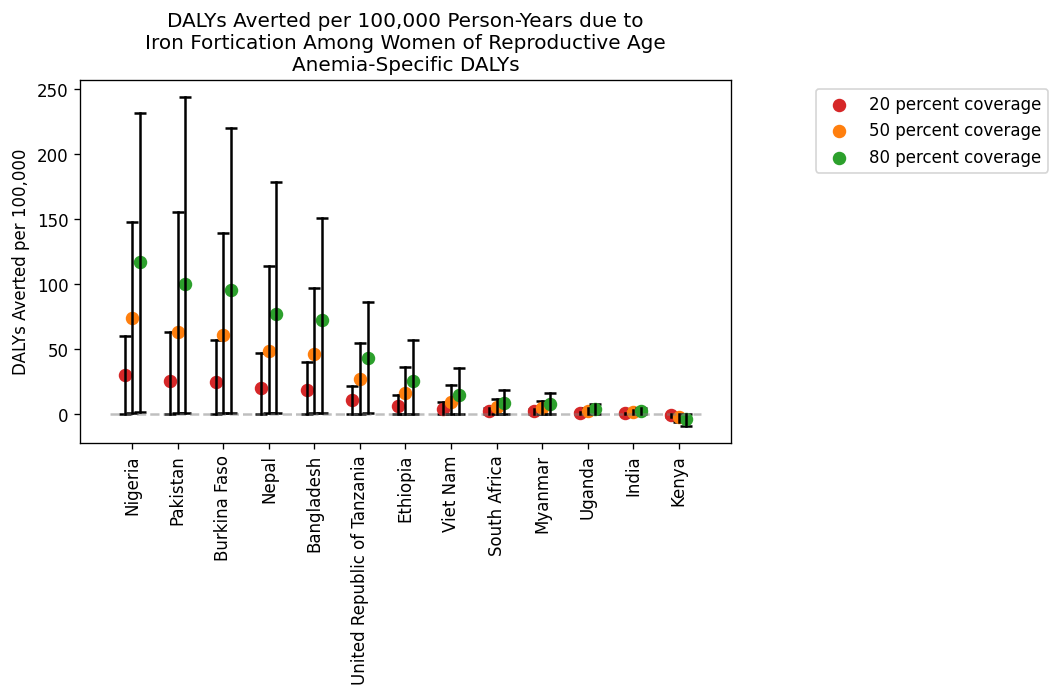 DALYs Averted per 100,000 Person-Years due to
Iron Fortication Among Women of Reproductive Age
Anemia-Specific DALYs
DALYs Averted per 100,000
250
200
150
100
50
0
20 percent coverage
50 percent coverage
80 percent coverage
Nigeria
Pakistan
Burkina Faso
Nepal
Bangladesh
United Republic of Tanzania
Ethiopia
Viet Nam
South Africa
Myanmar
Uganda
India
Kenya